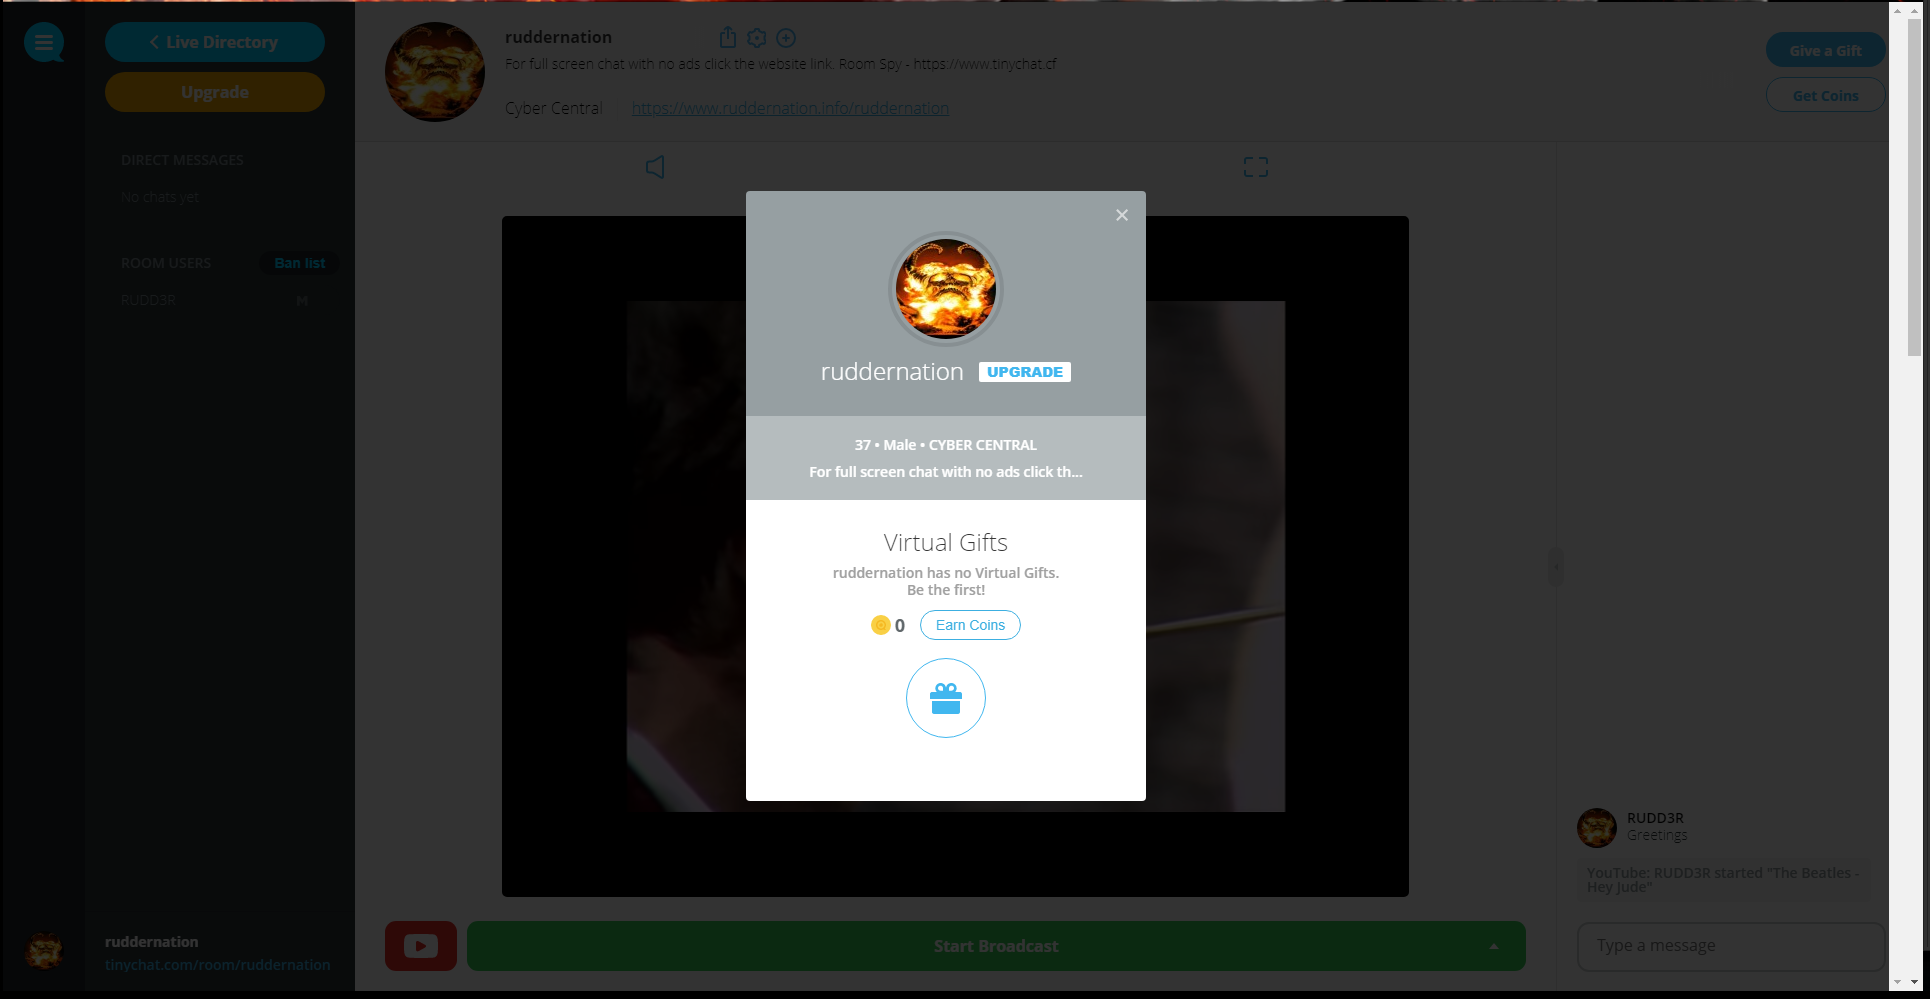 Live Directory
Upgrade
DIRECT MESSAGES
No chats yet
ROOM USERS
Ban list
RUDD3R
M
ruddernation
tinychat.com/room/ruddernation
ruddernation
For full screen chat with no ads click the website link. Room Spy - https://www.tinychat.cf
Cyber Central https://www.ruddernation.info/ruddernation
Give a Gift
Get Coins
ruddernation UPGRADE
37 • Male • CYBER CENTRAL
For full screen chat with no ads click th...
Virtual Gifts
ruddernation has no Virtual Gifts.
Be the first!
0 Earn Coins
Start Broadcast
RUDD3R
Greetings
YouTube: RUDD3R started "The Beatles -
Hey Jude"
Type a message